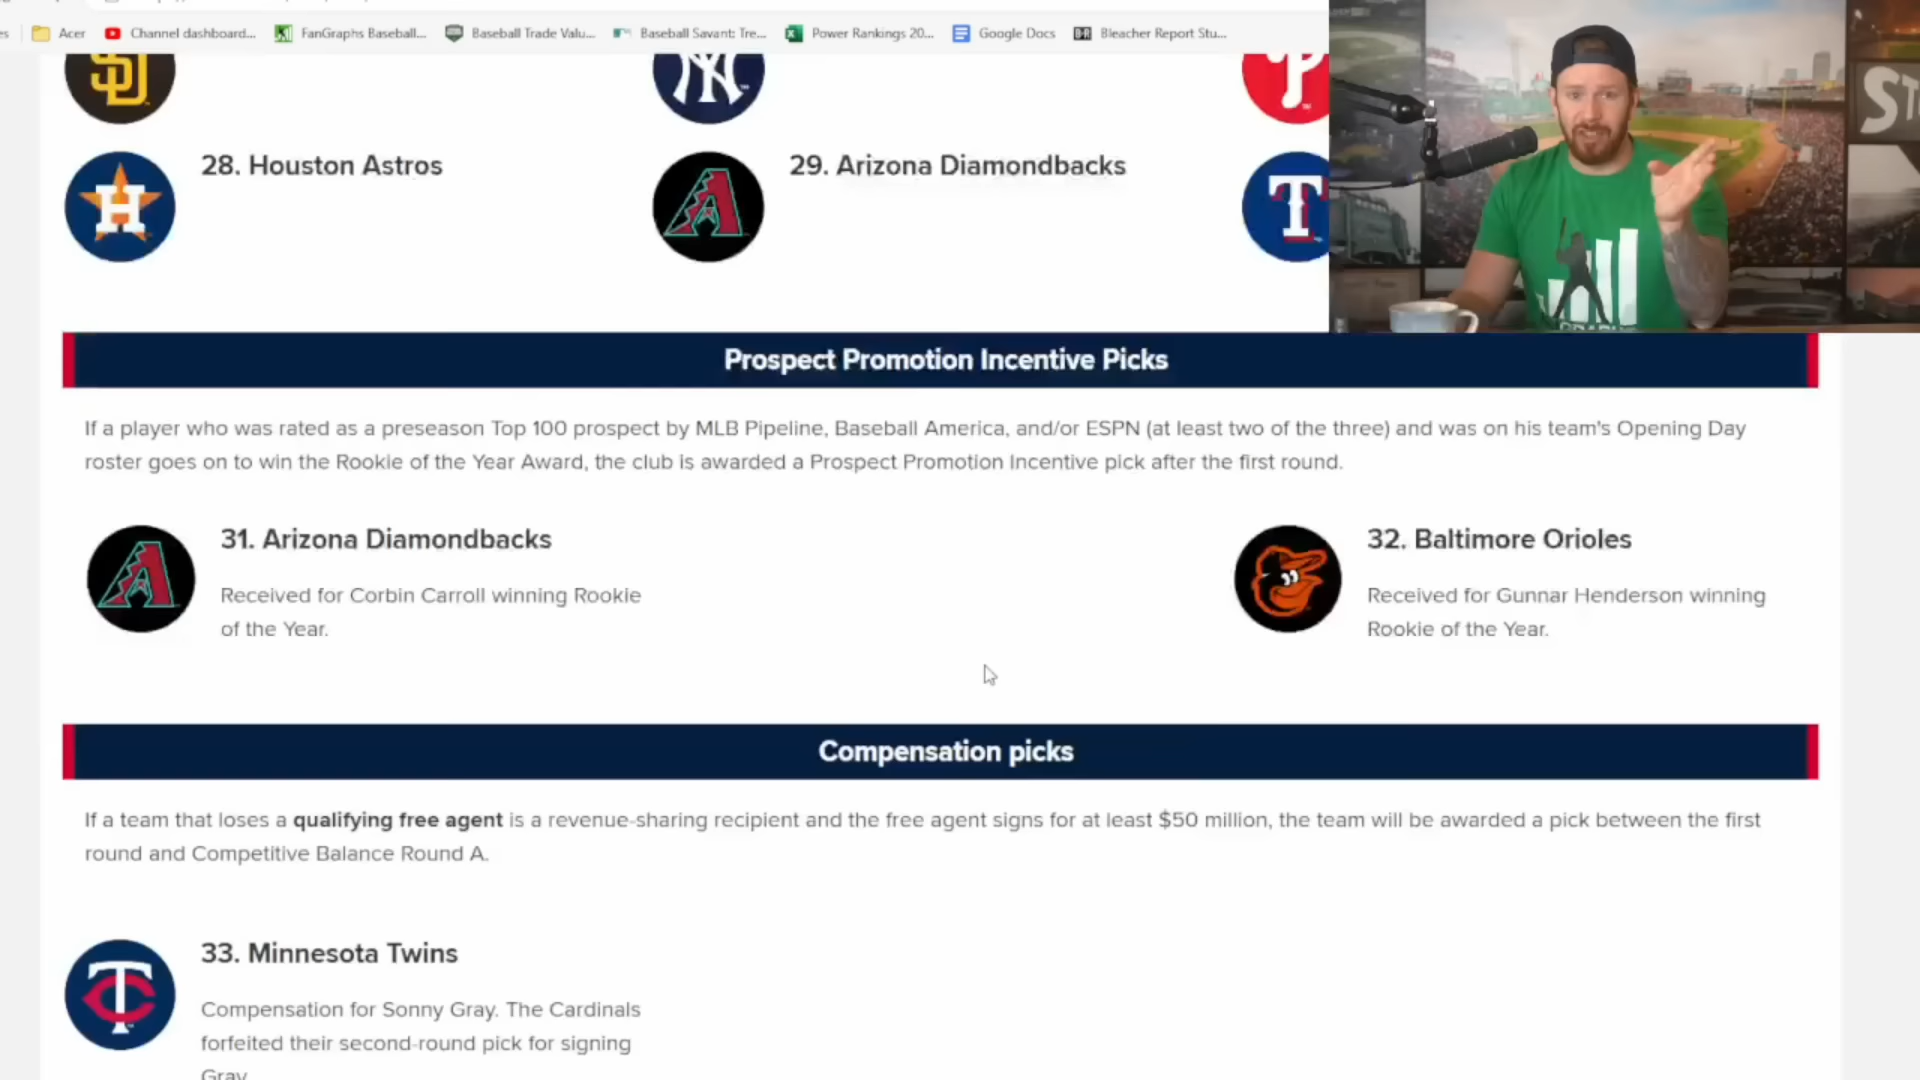 Acer
Channel dashboard...
FanGraphs Baseball...
Baseball Trade Valu...
Baseball Savant: Tre...
Power Rankings 20...
Google Docs
B/R
Bleacher Report Stu...
SD
NY
P
H
28. Houston Astros
A
29. Arizona Diamondbacks
T
ST
Prospect Promotion Incentive Picks
If a player who was rated as a preseason Top 100 prospect by MLB Pipeline, Baseball America, and/or ESPN (at least two of the three) and was on his team's Opening Day
roster goes on to win the Rookie of the Year Award, the club is awarded a Prospect Promotion Incentive pick after the first round.
A
31. Arizona Diamondbacks
Received for Corbin Carroll winning Rookie
of the Year.
32. Baltimore Orioles
Received for Gunnar Henderson winning
Rookie of the Year.
Compensation picks
If a team that loses a qualifying free agent is a revenue-sharing recipient and the free agent signs for at least $50 million, the team will be awarded a pick between the first
round and Competitive Balance Round A.
TC
33. Minnesota Twins
Compensation for Sonny Gray. The Cardinals
forfeited their second-round pick for signing
Gray